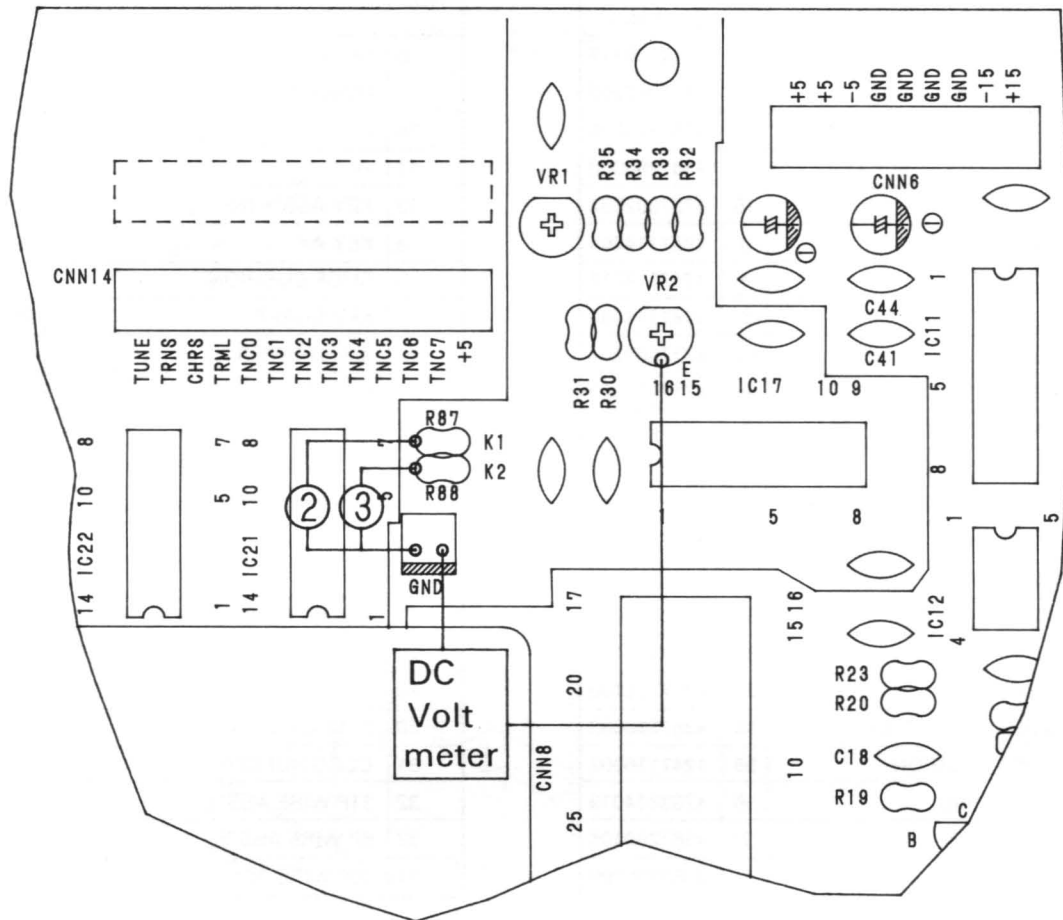 +5
+5
-5
GND
GND
GND
GND
-15
+15
CNN6
VR1
R35
R34
R33
R32
CNN14
TUNE
TRNS
CHRS
TRML
TNC0
TNC1
TNC2
TNC3
TNC4
TNC5
TNC6
TNC7
+5
VR2
E
R31
R30
16 15
IC17
10 9
1
C44
C41
IC11
5
8
R87
K1
K2
R88
GND
2
3
8
10
IC22
14
7
5
1
8
10
IC21
14
7
5
1
1
5
8
1
5
IC12
4
17
20
25
CNN8
15 16
10
DC
Volt
meter
R23
R20
C18
R19
B
C